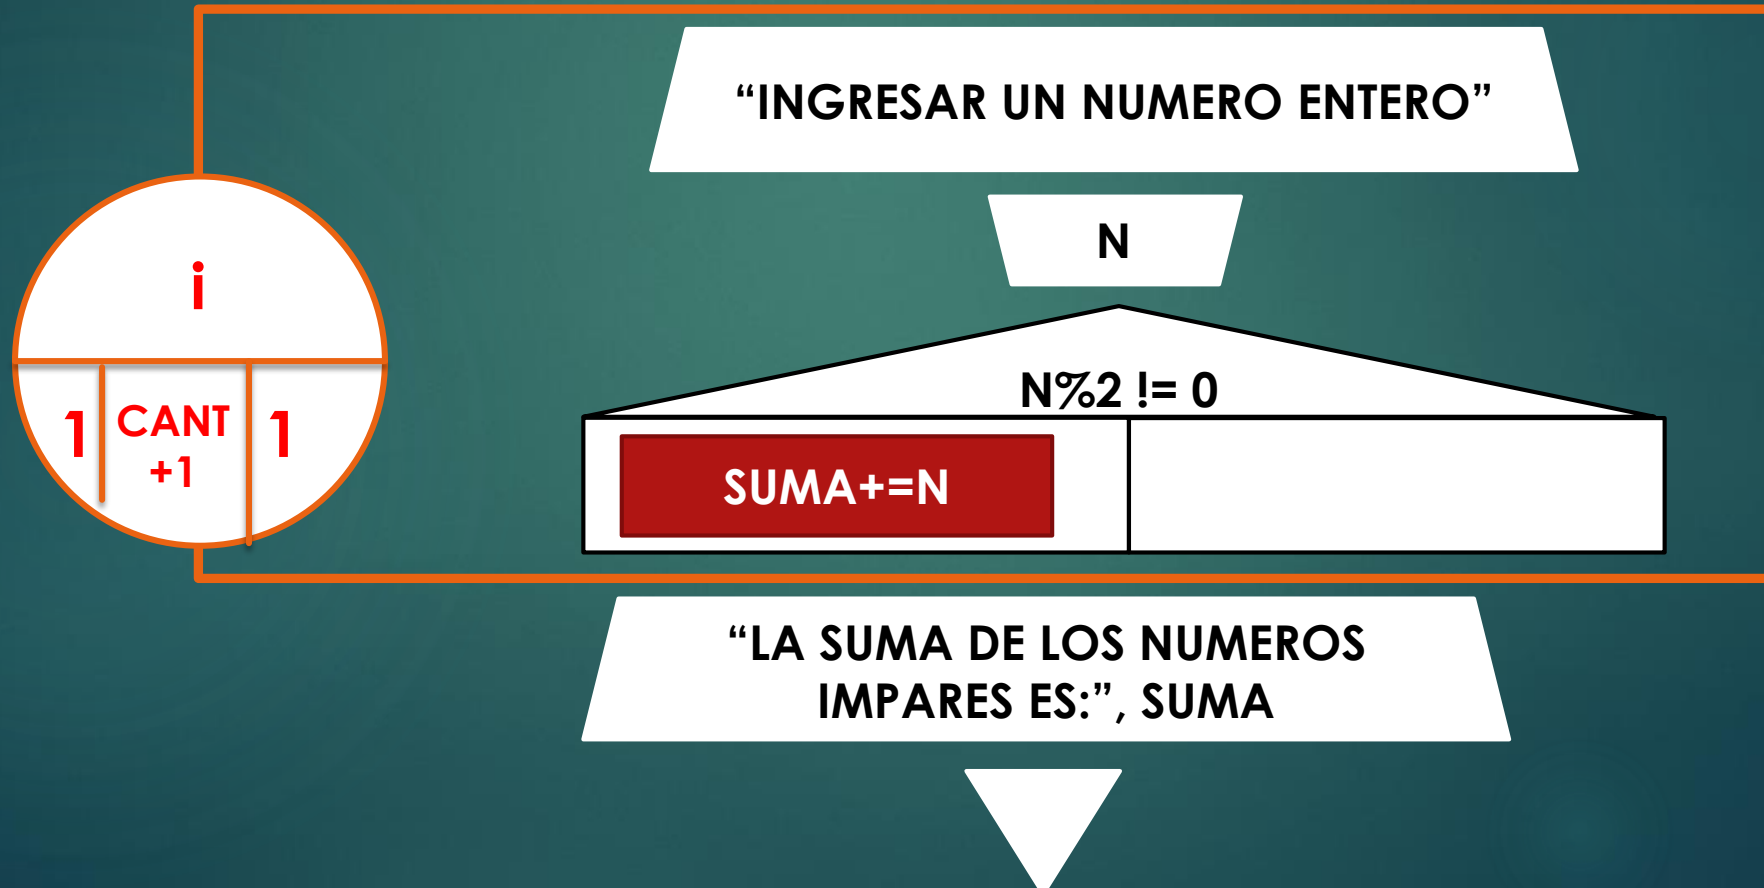 “INGRESAR UN NUMERO ENTERO”
N
i
1
CANT
+1
1
N%2 != 0
SUMA+=N
“LA SUMA DE LOS NUMEROS
IMPARES ES:”, SUMA